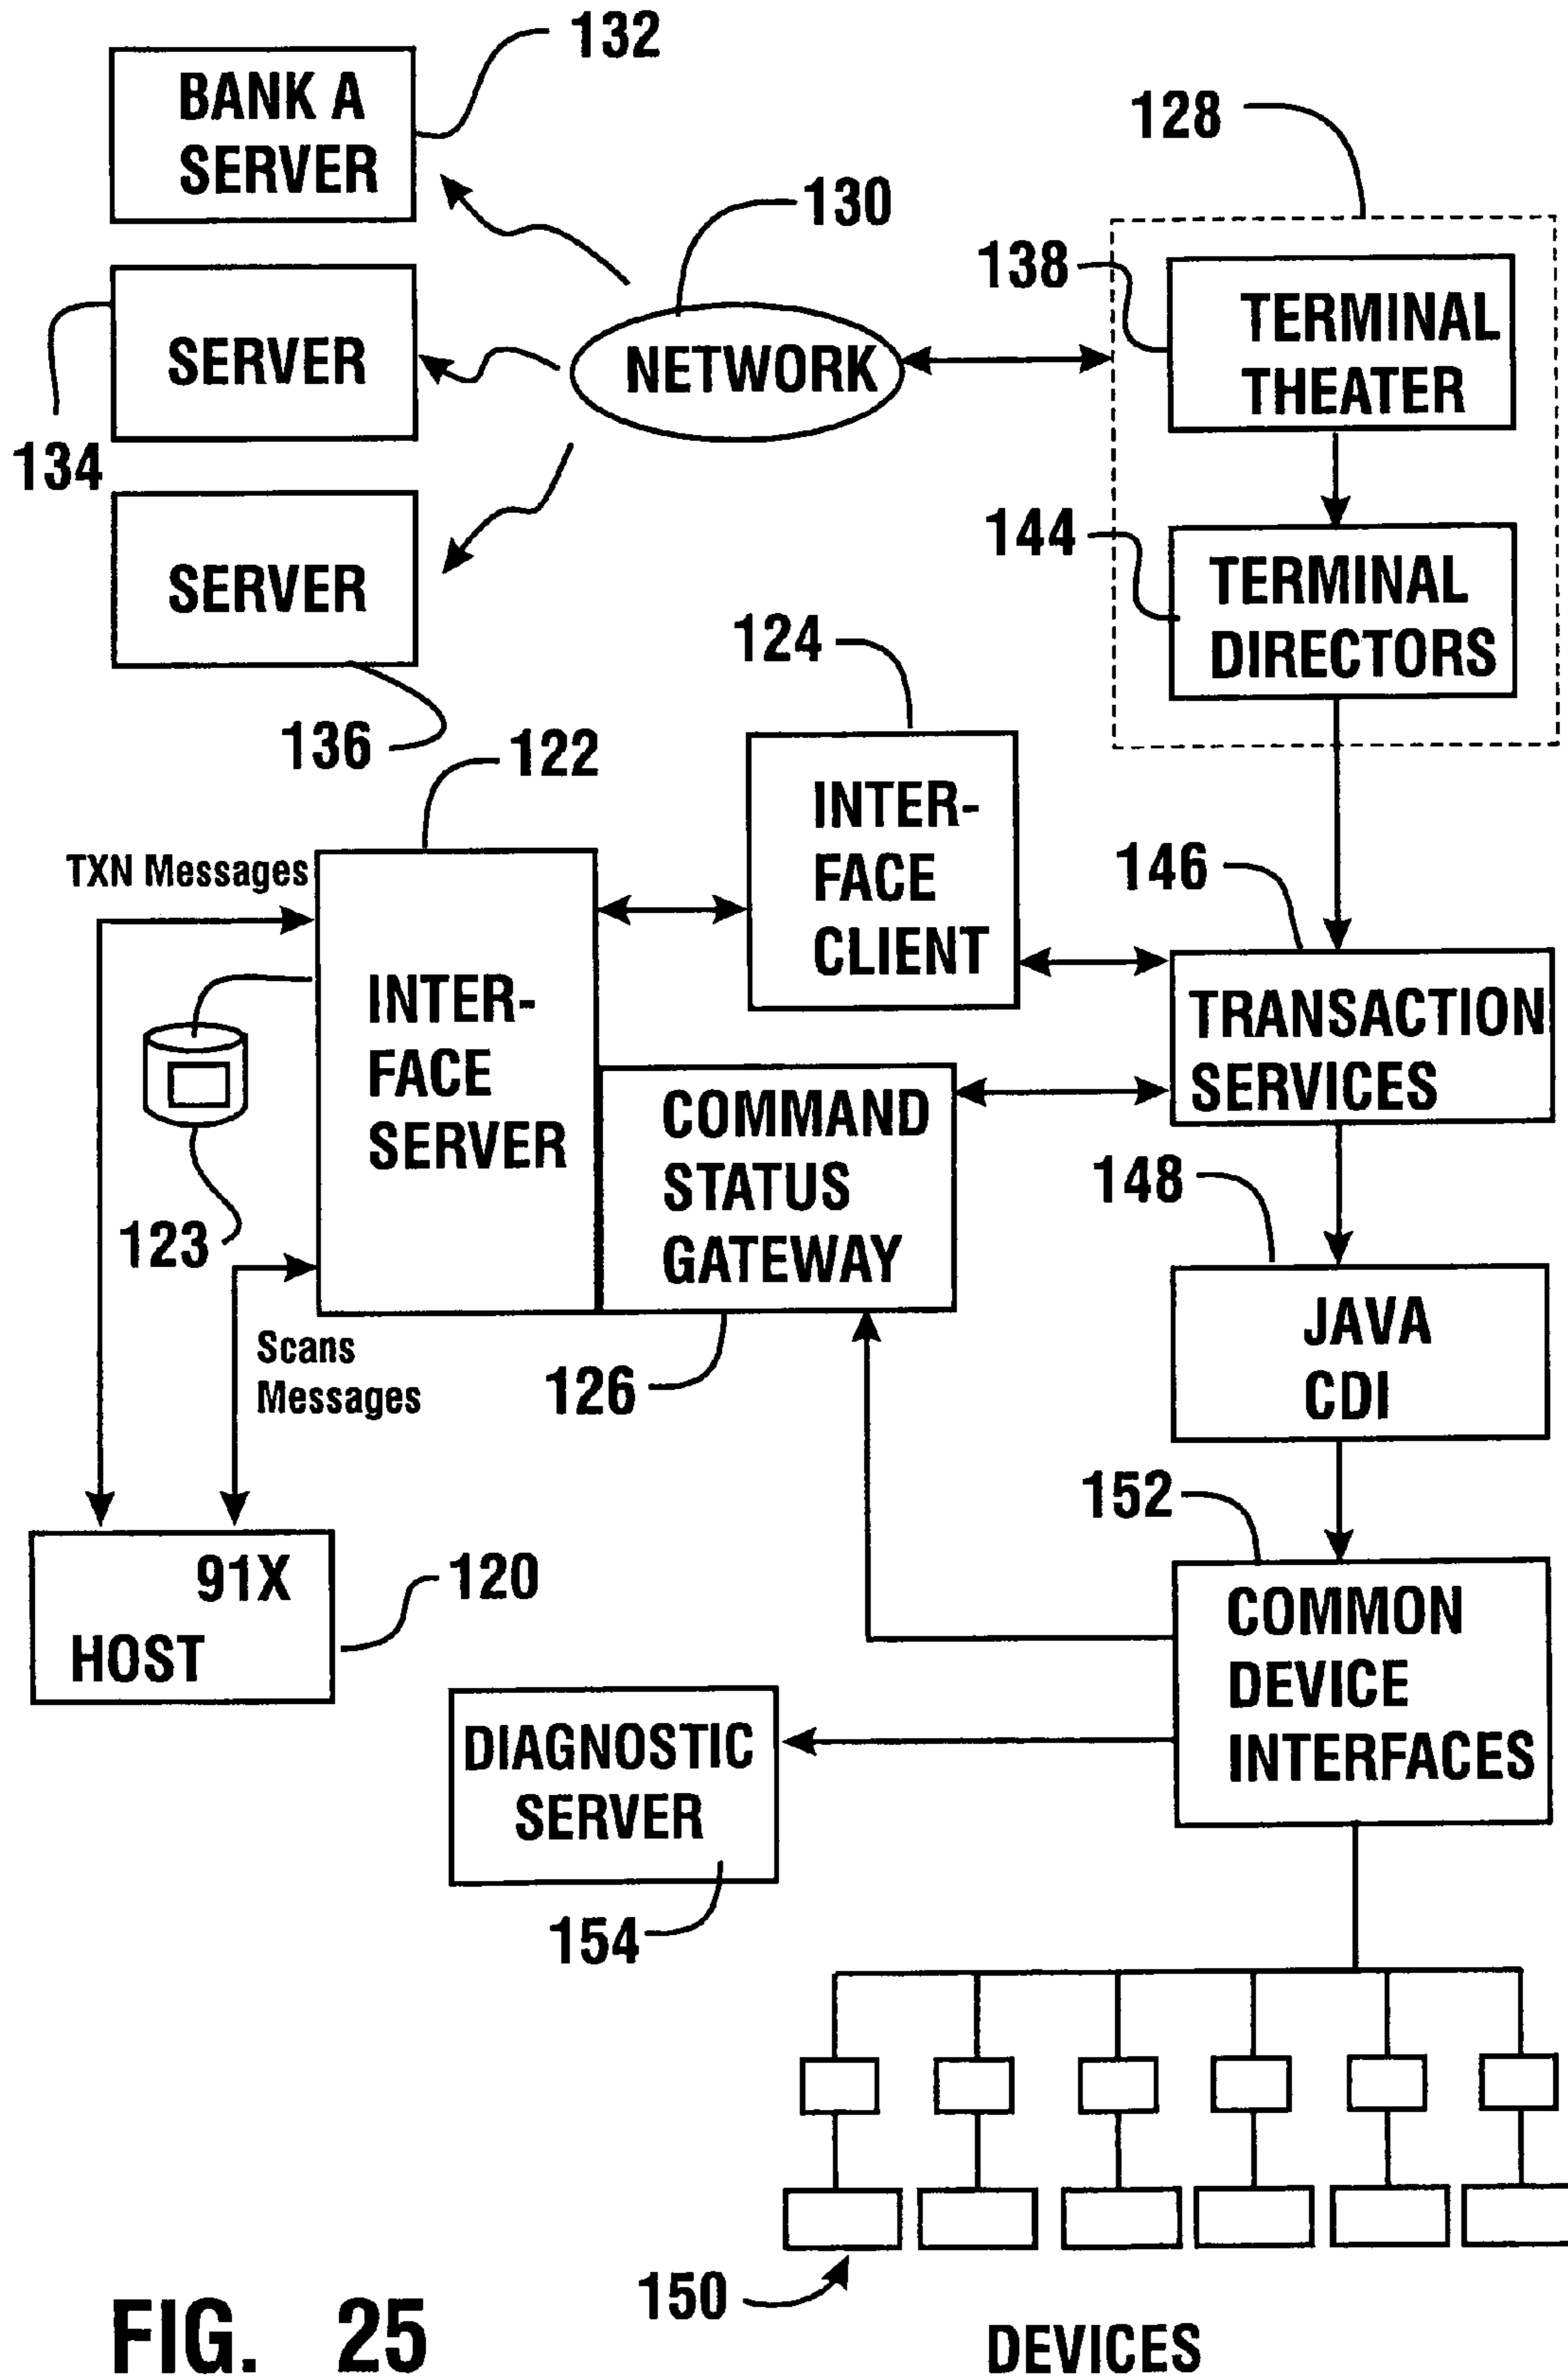 132
BANK A
SERVER
128
130
138
TERMINAL
THEATER
SERVER
NETWORK
134
144
TERMINAL
DIRECTORS
SERVER
124
136
122
INTER-
FACE
CLIENT
TXN Messages
146
INTER-
FACE
SERVER
TRANSACTION
SERVICES
COMMAND
STATUS
GATEWAY
123
148
Scans
Messages
126
JAVA
CDI
152
91X
HOST
120
COMMON
DEVICE
INTERFACES
DIAGNOSTIC
SERVER
154
150
FIG. 25
DEVICES